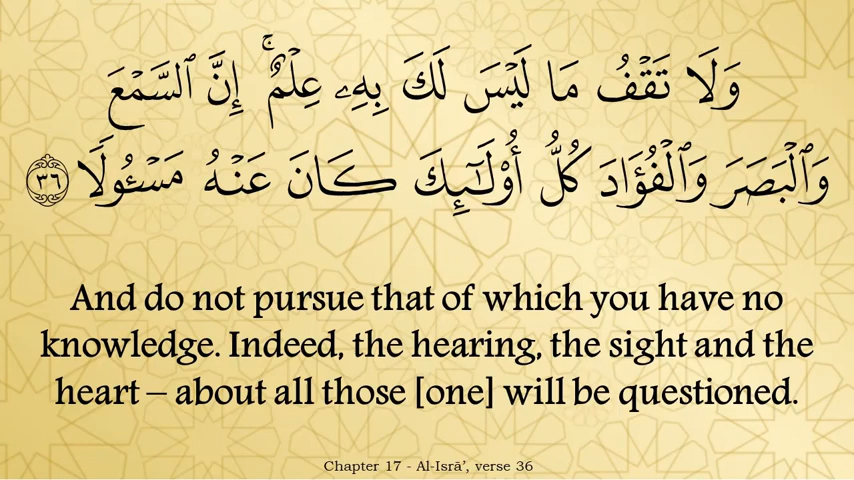 وَلَا تَقْفُ مَا لَيْسَ لَكَ بِهِۦ عِلْمٌ ۚ إِنَّ ٱلسَّمْعَ
وَٱلْبَصَرَ وَٱلْفُؤَادَ كُلُّ أُو۟لَـٰٓئِكَ كَانَ عَنْهُ مَسْـُٔولًا ٣٦
And do not pursue that of which you have no
knowledge. Indeed, the hearing, the sight and the
heart – about all those [one] will be questioned.
Chapter 17 - Al-Isrā’, verse 36